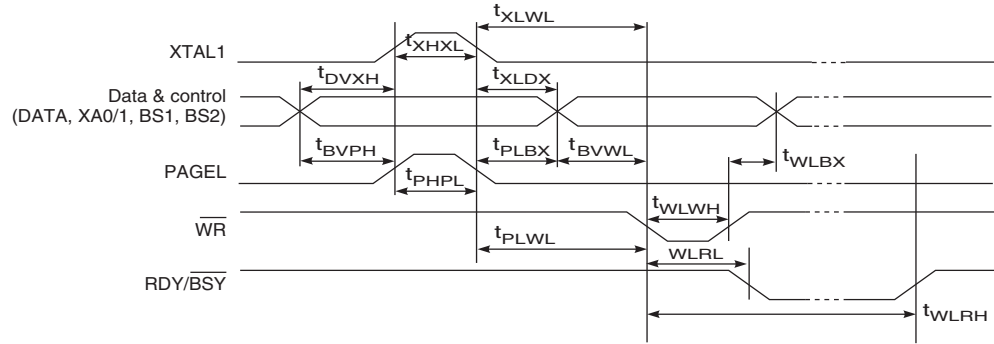 tXLWL
XTAL1
tXHXL
tDVXH
tXLDX
Data & control
(DATA, XA0/1, BS1, BS2)
tBVPH
tPLBX
tBVWL
tWLBX
PAGEL
tPHPL
tWLWH
WR
tPLWL
WLRL
RDY/BSY
tWLRH